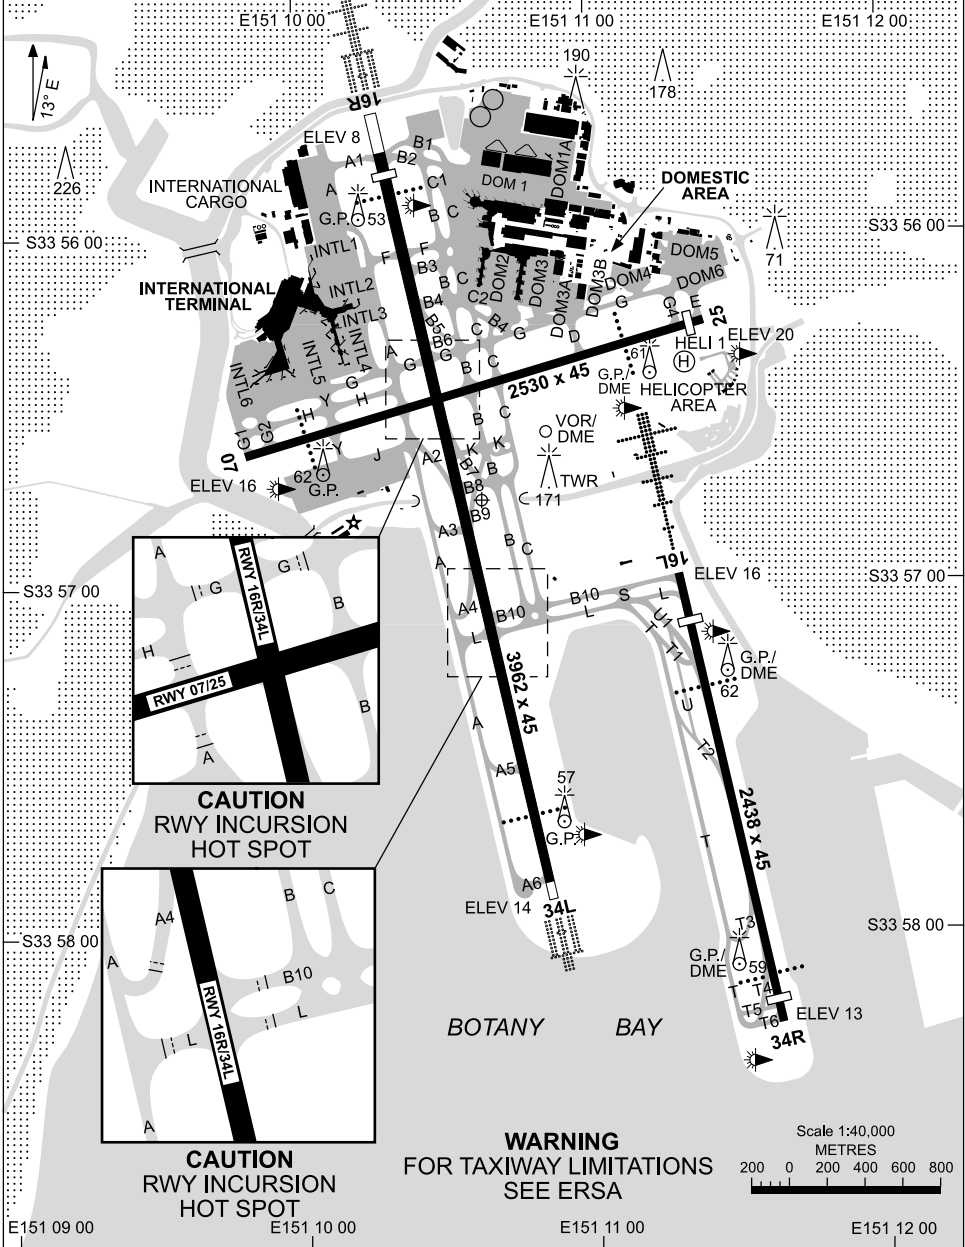 E151 10 00
E151 11 00
E151 12 00
13° E
190
178
226
71
16R
ELEV 8
A1
B1
B2
A
C1
B
C
G.P.
53
INTERNATIONAL
CARGO
DOM 1
DOM1A
DOMESTIC
AREA
S33 56 00
S33 56 00
INTL1
F
F
B3
B
C
INTERNATIONAL
TERMINAL
INTL2
INTL3
INTL4
INTL5
INTL6
B4
C2
DOM2
DOM3
DOM3A
DOM3B
DOM4
DOM5
DOM6
G
G4
E
25
B5
B6
C
B4
G
D
A
G
G
B
C
61
HELI 1
H
ELEV 20
G.P./
DME
HELICOPTER
AREA
2530 x 45
G
Y
H
H
G1
G2
07
Y
J
62
G.P.
ELEV 16
A2
K
K
B
C
B7
B
B8
B9
VOR/
DME
TWR
171
A3
A
B
C
16L
ELEV 16
S33 57 00
S33 57 00
A4
B10
B10
L
L
S
L
U1
T
T1
G.P./
DME
62
U
T2
3962 x 45
A
A5
57
G.P.
A6
ELEV 14
34L
2438 x 45
T
T3
G.P./
DME
59
T
T4
T5
T6
ELEV 13
34R
S33 58 00
S33 58 00
A
RWY 16R/34L
G
G
B
H
RWY 07/25
B
A
CAUTION
RWY INCURSION
HOT SPOT
A4
B
C
A
B10
L
L
RWY 16R/34L
A
CAUTION
RWY INCURSION
HOT SPOT
BOTANY BAY
WARNING
FOR TAXIWAY LIMITATIONS
SEE ERSA
Scale 1:40,000
METRES
200 0 200 400 600 800
E151 09 00
E151 10 00
E151 11 00
E151 12 00